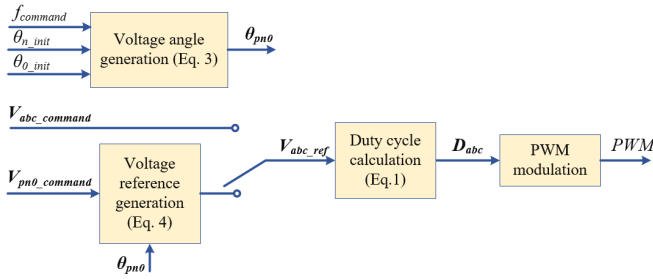 f_command
θ_n_init
θ_0_init
Voltage angle
generation (Eq. 3)
θ_pn0
V_abc_command
V_pn0_command
Voltage
reference
generation
(Eq. 4)
θ_pn0
V_abc_ref
Duty cycle
calculation
(Eq.1)
D_abc
PWM
modulation
PWM